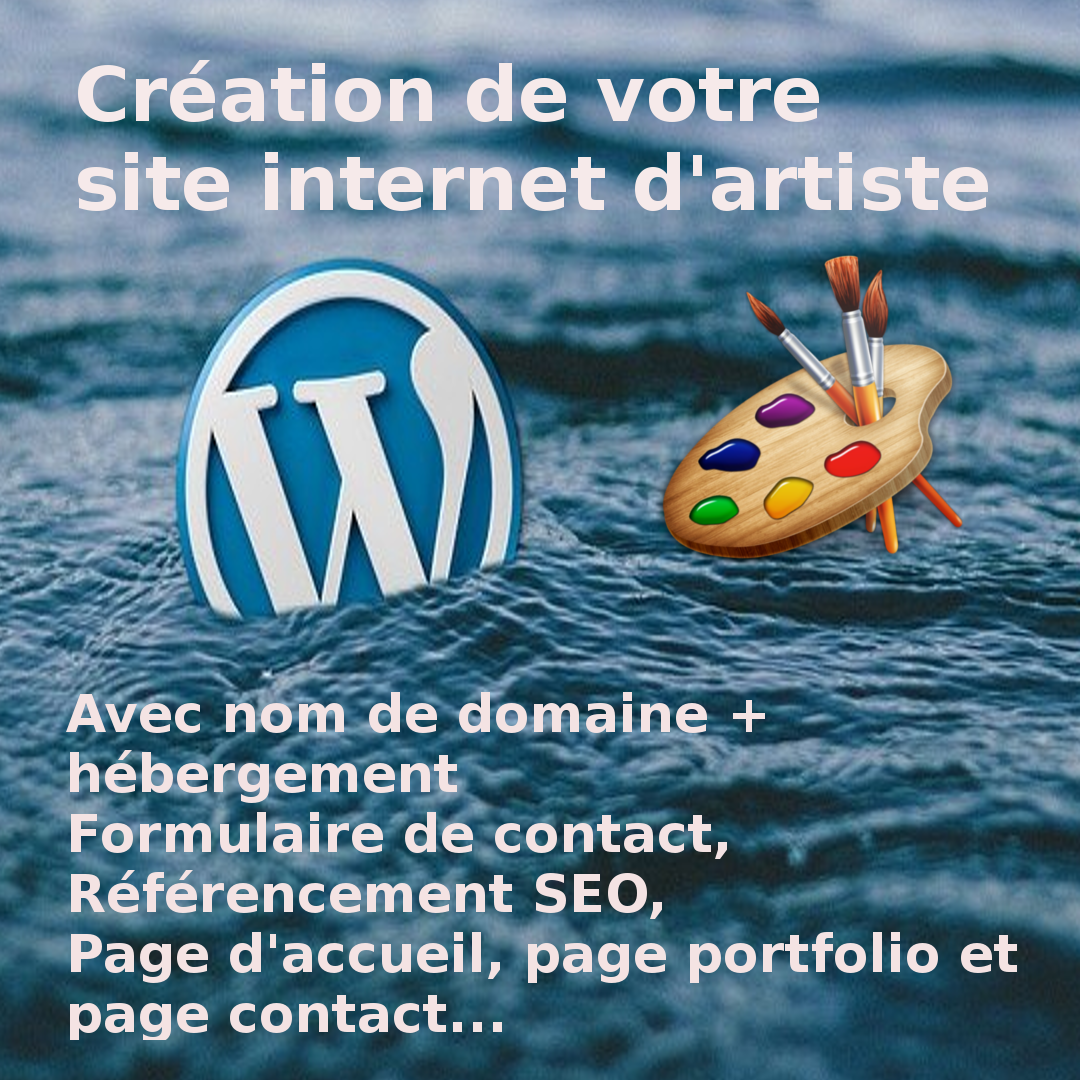 Création de votre
site internet d'artiste
W
Avec nom de domaine +
hébergement
Formulaire de contact,
Référencement SEO,
Page d'accueil, page portfolio et
page contact...